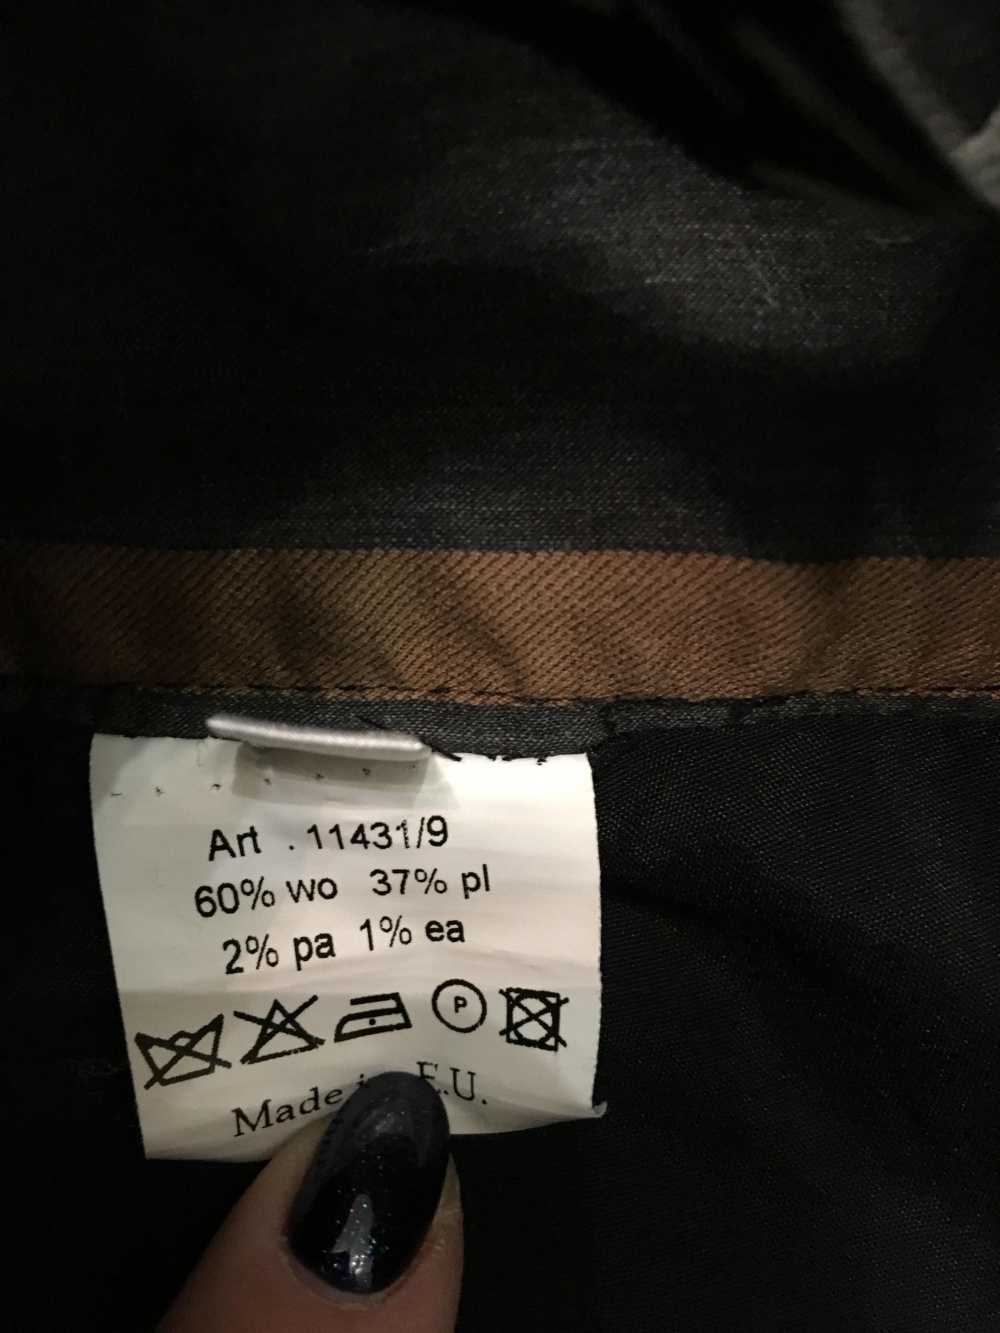 Art . 11431/9
60% wo 37% pl
2% pa 1% ea
P
Made E.U.